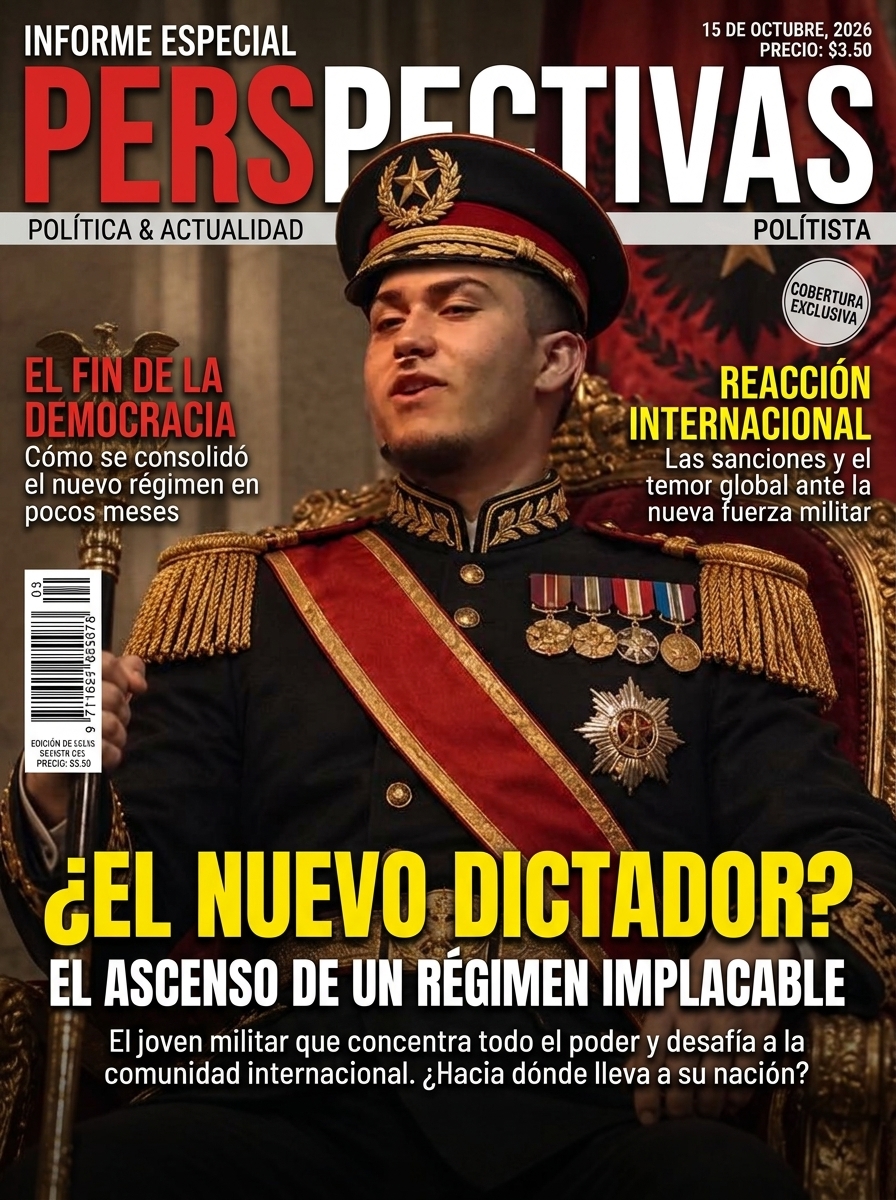 INFORME ESPECIAL
15 DE OCTUBRE, 2026
PRECIO: $3.50
PERSPECTIVAS
POLÍTICA & ACTUALIDAD
POLÍTISTA
COBERTURA
EXCLUSIVA
EL FIN DE LA
DEMOCRACIA
Cómo se consolidó
el nuevo régimen en
pocos meses
REACCIÓN
INTERNACIONAL
Las sanciones y el
temor global ante la
nueva fuerza militar
09
EDICIÓN DE
¿EL NUEVO DICTADOR?
EL ASCENSO DE UN RÉGIMEN IMPLACABLE
El joven militar que concentra todo el poder y desafía a la
comunidad internacional. ¿Hacia dónde lleva a su nación?